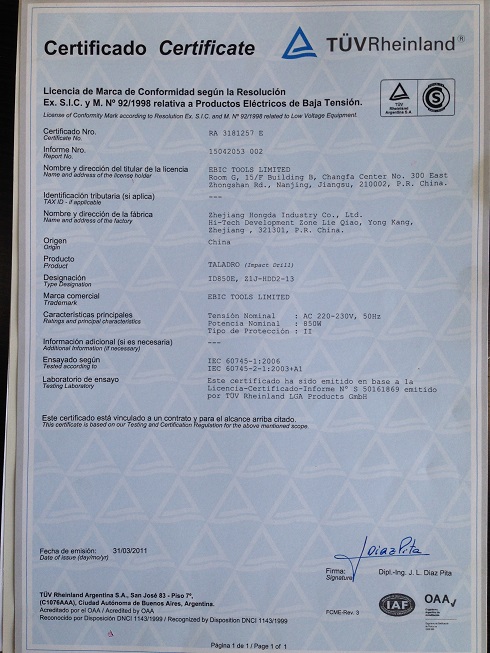 Certificado Certificate
TÜVRheinland®
Licencia de Marca de Conformidad según la Resolución
Ex. S.I.C. y M. Nº 92/1998 relativa a Productos Eléctricos de Baja Tensión.
License of Conformity Mark according to Resolution Ex. S.I.C. and M. Nº 92/1998 related to Low Voltage Equipment.
TÜV
Rheinland
Argentina S.A.
S
Certificado Nro.
Certificate No.
RA 3181257 E
Informe Nro.
Report No.
15042053 002
Nombre y dirección del titular de la licencia
Name and address of the license holder
EBIC TOOLS LIMITED
Room G, 15/F Building B, Changfa Center No. 300 East
Zhongshan Rd., Nanjing, Jiangsu, 210002, P.R. China.
Identificación tributaria (si aplica)
TAX ID - if applicable
---
Nombre y dirección de la fábrica
Name and address of the factory
Zhejiang Hongda Industry Co., Ltd.
Hi-Tech Development Zone Lie Qiao, Yong Kang,
Zhejiang , 321301, P.R. China.
Origen
Origin
China
Producto
Product
TALADRO (Impact Drill)
Designación
Type Designation
ID850E, Z1J-HDD2-13
Marca comercial
Trademark
EBIC TOOLS LIMITED
Características principales
Ratings and principal characteristics
Tensión Nominal : AC 220-230V, 50Hz
Potencia Nominal : 850W
Tipo de Protección : II
Información adicional (si es necesaria)
Additional Information (if necessary)
---
Ensayado según
Tested according to
IEC 60745-1:2006
IEC 60745-2-1:2003+A1
Laboratorio de ensayo
Testing Laboratory
Este certificado ha sido emitido en base a la
Licencia-Certificado-Informe N° S 50161869 emitido
por TÜV Rheinland LGA Products GmbH
Este certificado está vinculado a un contrato y para el alcance arriba citado.
This certificate is based on our Testing and Certification Regulation for the above mentioned scope.
Fecha de emisión: 31/03/2011
Date of issue (day/mo/yr)
JDiazPita
Firma: Dipl.-Ing. J. L. Diaz Pita
Signature
TÜV Rheinland Argentina S.A., San José 83 - Piso 7º,
(C1076AAA), Ciudad Autónoma de Buenos Aires, Argentina.
Acreditado por el OAA / Acredited by OAA
Reconocido por Disposición DNCI 1143/1999 / Recognized by Disposition DNCI 1143/1999
FCME-Rev. 3
IAF
OAA
Página 1 de 1 / Page 1 of 1